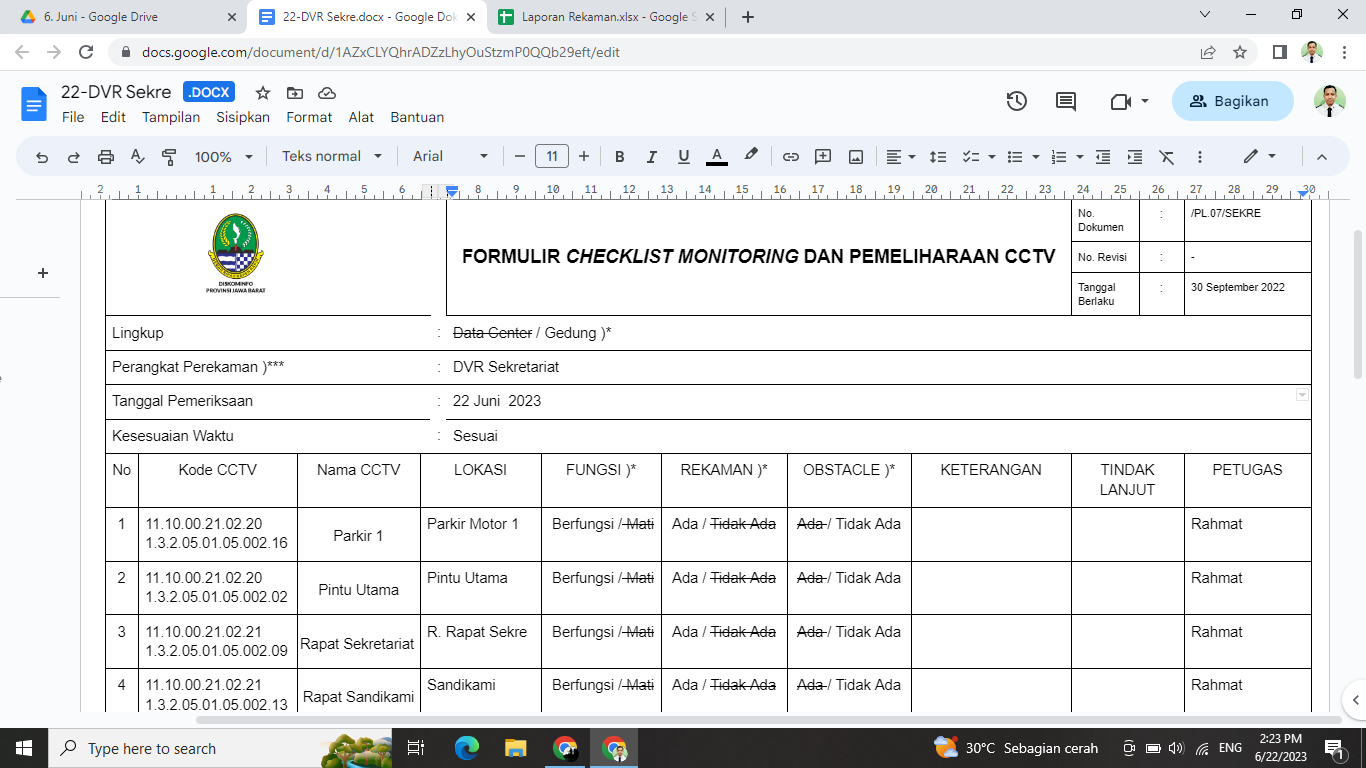 6. Juni - Google Drive
22-DVR Sekre.docx - Google Dok
Laporan Rekaman.xlsx - Google S
docs.google.com/document/d/1AZxCLYQhrADZzLhyOuStzmP0QQb29eft/edit
22-DVR Sekre .DOCX
File Edit Tampilan Sisipkan Format Alat Bantuan
Bagikan
100% Teks normal Arial 11 B I U A
2 1 1 2 3 4 5 6 8 9 10 11 12 13 14 15 16 17 18 19 20 21 22 23 24 25 26 27 28 29 30
DISKOMINFO
PROVINSI JAWA BARAT
FORMULIR CHECKLIST MONITORING DAN PEMELIHARAAN CCTV
No. Dokumen : /PL.07/SEKRE
No. Revisi : -
Tanggal Berlaku : 30 September 2022
Lingkup : Data Center / Gedung )*
Perangkat Perekaman )*** : DVR Sekretariat
Tanggal Pemeriksaan : 22 Juni 2023
Kesesuaian Waktu : Sesuai
No Kode CCTV Nama CCTV LOKASI FUNGSI )* REKAMAN )* OBSTACLE )* KETERANGAN TINDAK LANJUT PETUGAS
1 11.10.00.21.02.20 1.3.2.05.01.05.002.16 Parkir 1 Parkir Motor 1 Berfungsi / Mati Ada / Tidak Ada Ada / Tidak Ada Rahmat
2 11.10.00.21.02.20 1.3.2.05.01.05.002.02 Pintu Utama Pintu Utama Berfungsi / Mati Ada / Tidak Ada Ada / Tidak Ada Rahmat
3 11.10.00.21.02.21 1.3.2.05.01.05.002.09 Rapat Sekretariat R. Rapat Sekre Berfungsi / Mati Ada / Tidak Ada Ada / Tidak Ada Rahmat
4 11.10.00.21.02.21 1.3.2.05.01.05.002.13 Rapat Sandikami Sandikami Berfungsi / Mati Ada / Tidak Ada Ada / Tidak Ada Rahmat
Type here to search
30°C Sebagian cerah
ENG
2:23 PM
6/22/2023
1